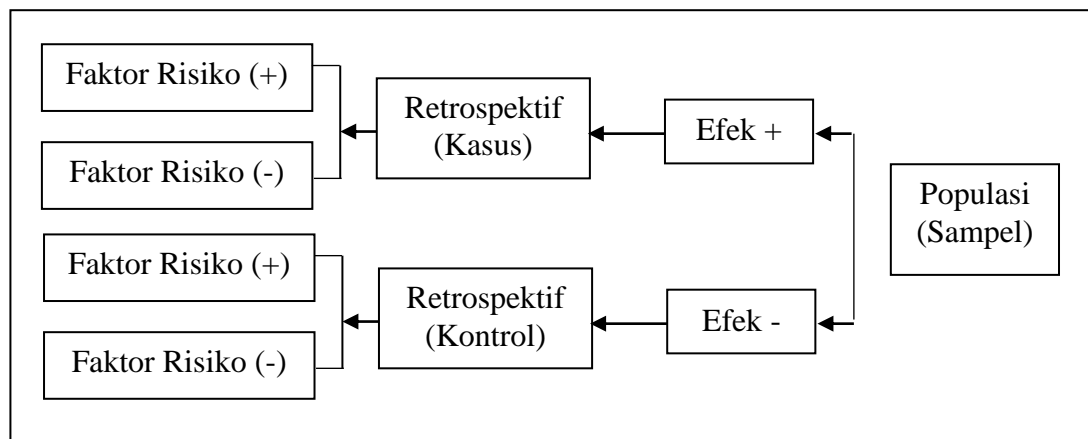 Faktor Risiko (+)
Faktor Risiko (-)
Faktor Risiko (+)
Faktor Risiko (-)
Retrospektif
(Kasus)
Retrospektif
(Kontrol)
Efek +
Efek -
Populasi
(Sampel)